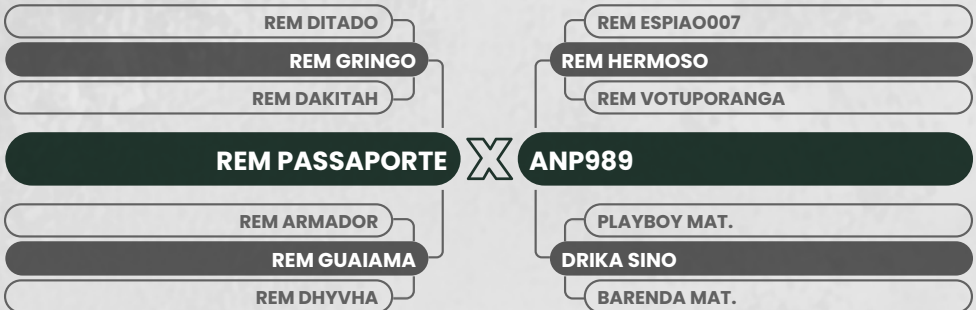 REM DITADO
REM GRINGO
REM DAKITAH
REM PASSAPORTE
REM ARMADOR
REM GUAIAMA
REM DHYVHA
X
REM ESPIAO007
REM HERMOSO
REM VOTUPORANGA
ANP989
PLAYBOY MAT.
DRIKA SINO
BARENDA MAT.